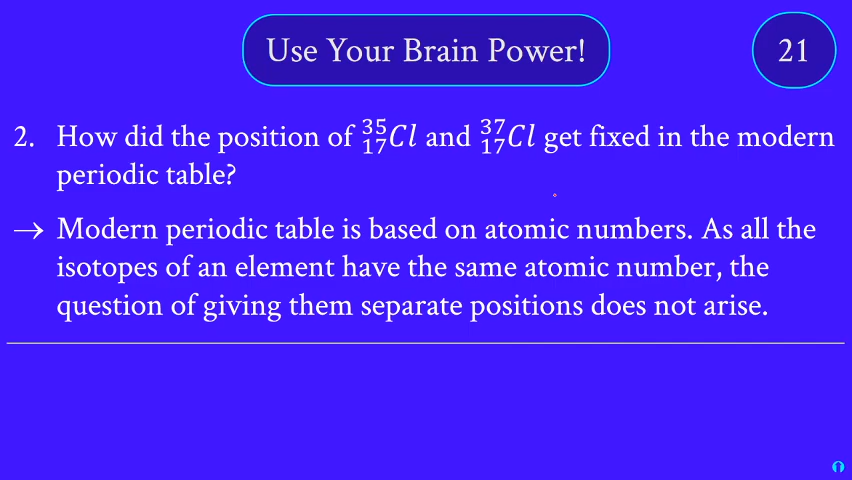 Use Your Brain Power!
21
2. How did the position of ³⁵₁₇Cl and ³⁷₁₇Cl get fixed in the modern
periodic table?
→ Modern periodic table is based on atomic numbers. As all the
isotopes of an element have the same atomic number, the
question of giving them separate positions does not arise.